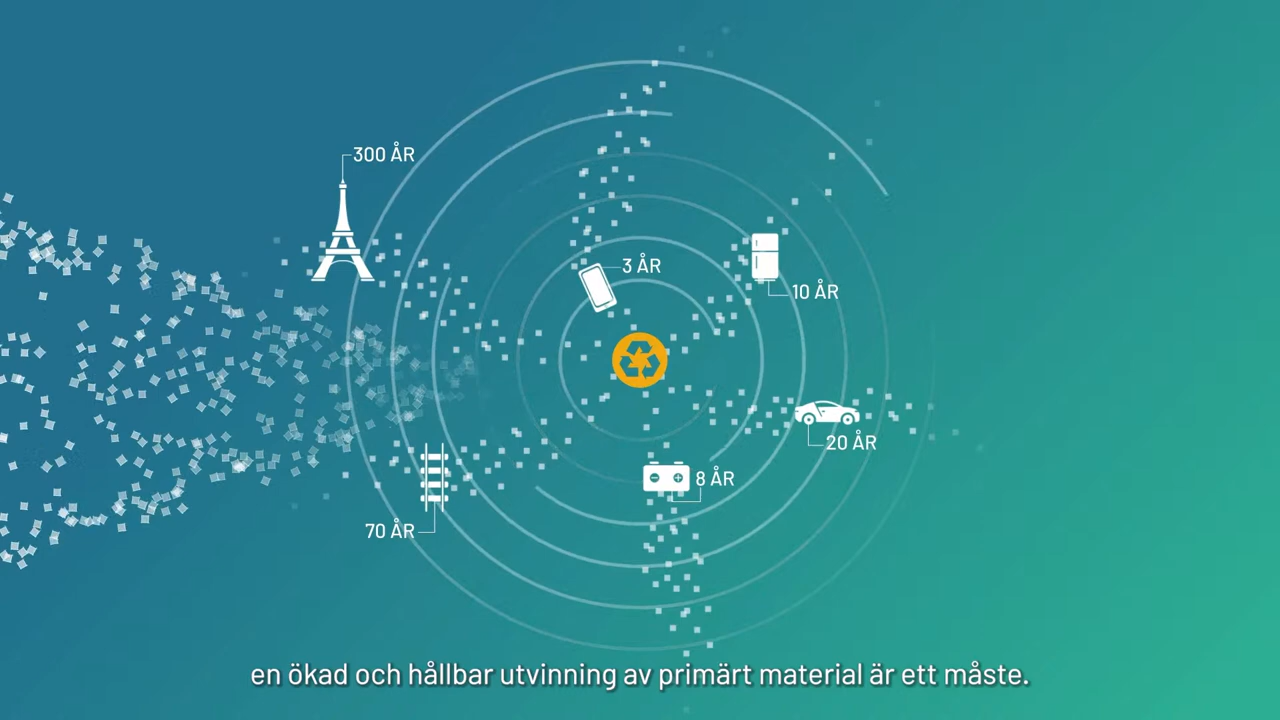 300 ÅR
3 ÅR
10 ÅR
20 ÅR
8 ÅR
70 ÅR
en ökad och hållbar utvinning av primärt material är ett måste.